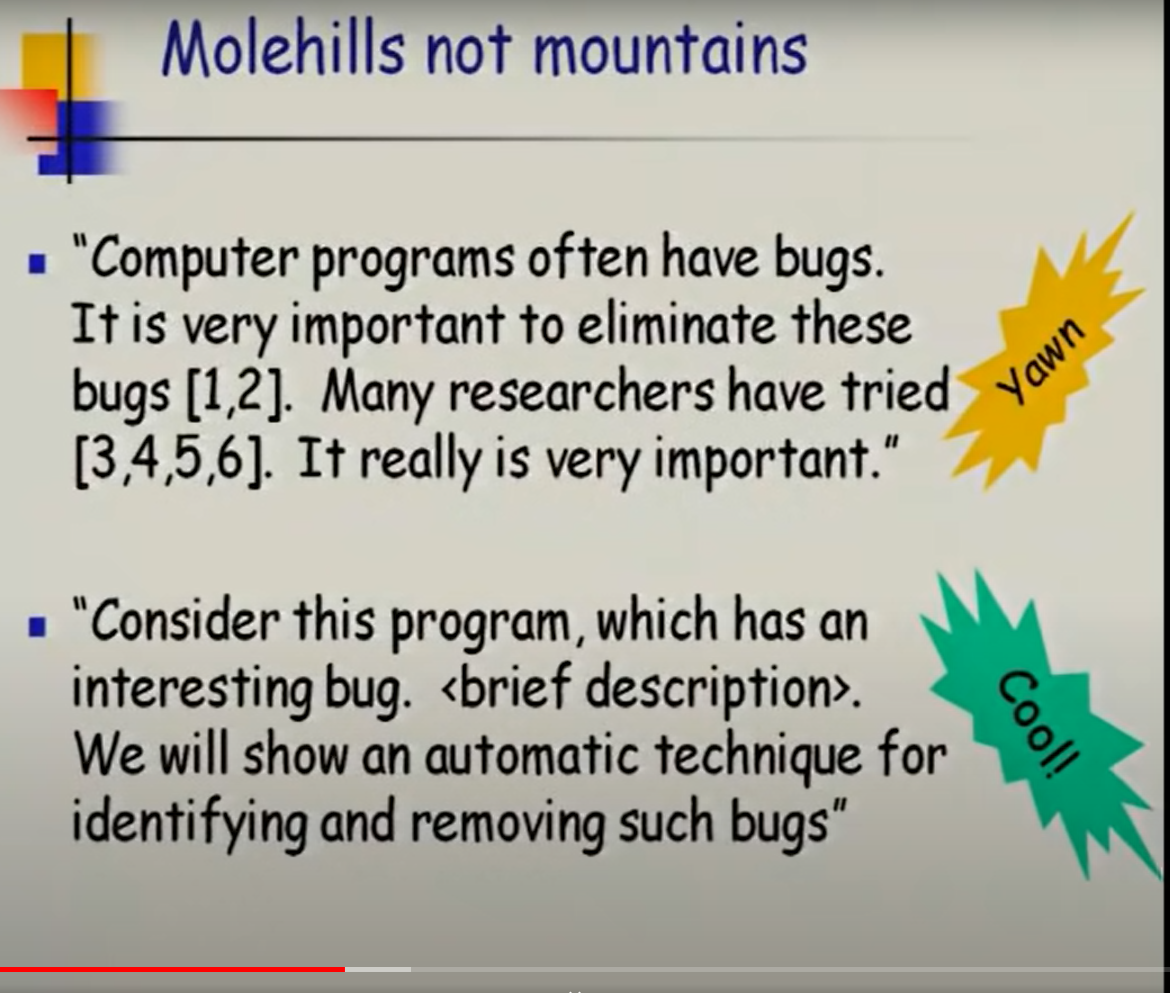 Molehills not mountains
"Computer programs often have bugs.
It is very important to eliminate these
bugs [1,2]. Many researchers have tried
[3,4,5,6]. It really is very important."
Yawn
"Consider this program, which has an
interesting bug. <brief description>.
We will show an automatic technique for
identifying and removing such bugs"
Cool!